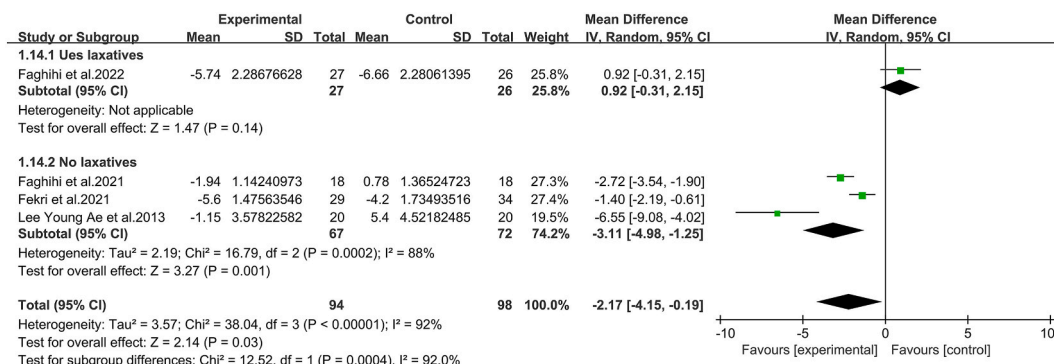 Experimental Control Mean Difference Mean Difference
Study or Subgroup Mean SD Total Mean SD Total Weight IV, Random, 95% CI IV, Random, 95% CI
1.14.1 Ues laxatives
Faghihi et al.2022 -5.74 2.28676628 27 -6.66 2.28061395 26 25.8% 0.92 [-0.31, 2.15]
Subtotal (95% CI) 27 26 25.8% 0.92 [-0.31, 2.15]
Heterogeneity: Not applicable
Test for overall effect: Z = 1.47 (P = 0.14)
1.14.2 No laxatives
Faghihi et al.2021 -1.94 1.14240973 18 0.78 1.36524723 18 27.3% -2.72 [-3.54, -1.90]
Fekri et al.2021 -5.6 1.47563546 29 -4.2 1.73493516 34 27.4% -1.40 [-2.19, -0.61]
Lee Young Ae et al.2013 -1.15 3.57822582 20 5.4 4.52182485 20 19.5% -6.55 [-9.08, -4.02]
Subtotal (95% CI) 67 72 74.2% -3.11 [-4.98, -1.25]
Heterogeneity: Tau² = 2.19; Chi² = 16.79, df = 2 (P = 0.0002); I² = 88%
Test for overall effect: Z = 3.27 (P = 0.001)
Total (95% CI) 94 98 100.0% -2.17 [-4.15, -0.19]
Heterogeneity: Tau² = 3.57; Chi² = 38.04, df = 3 (P < 0.00001); I² = 92%
Test for overall effect: Z = 2.14 (P = 0.03)
Test for subgroup differences: Chi² = 12.52, df = 1 (P = 0.0004), I² = 92.0%
-10 -5 0 5 10
Favours [experimental] Favours [control]